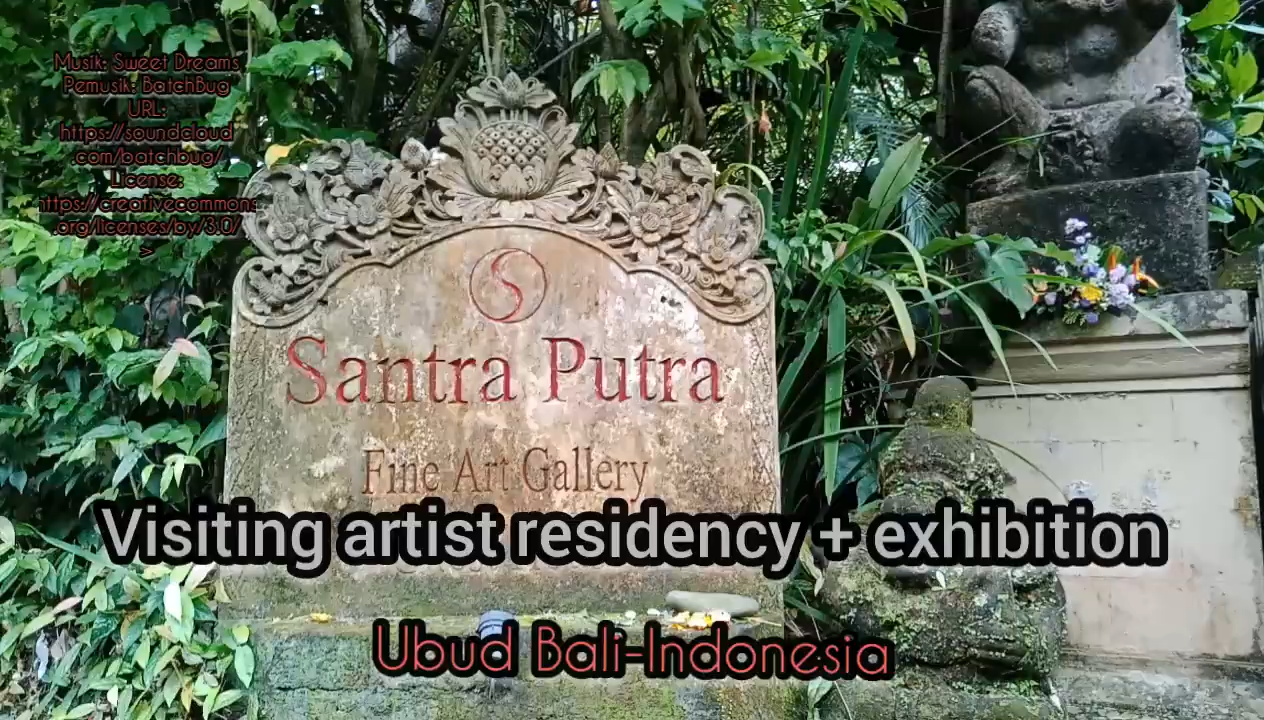 Musik: Sweet Dreams
Pemusik: BatchBug
URL:
https://soundcloud
.com/batchbug/
License:
https://creativecommons
.org/licenses/by/3.0/
>
S
Santra Putra
Fine Art Gallery
Visiting artist residency + exhibition
Ubud Bali-Indonesia